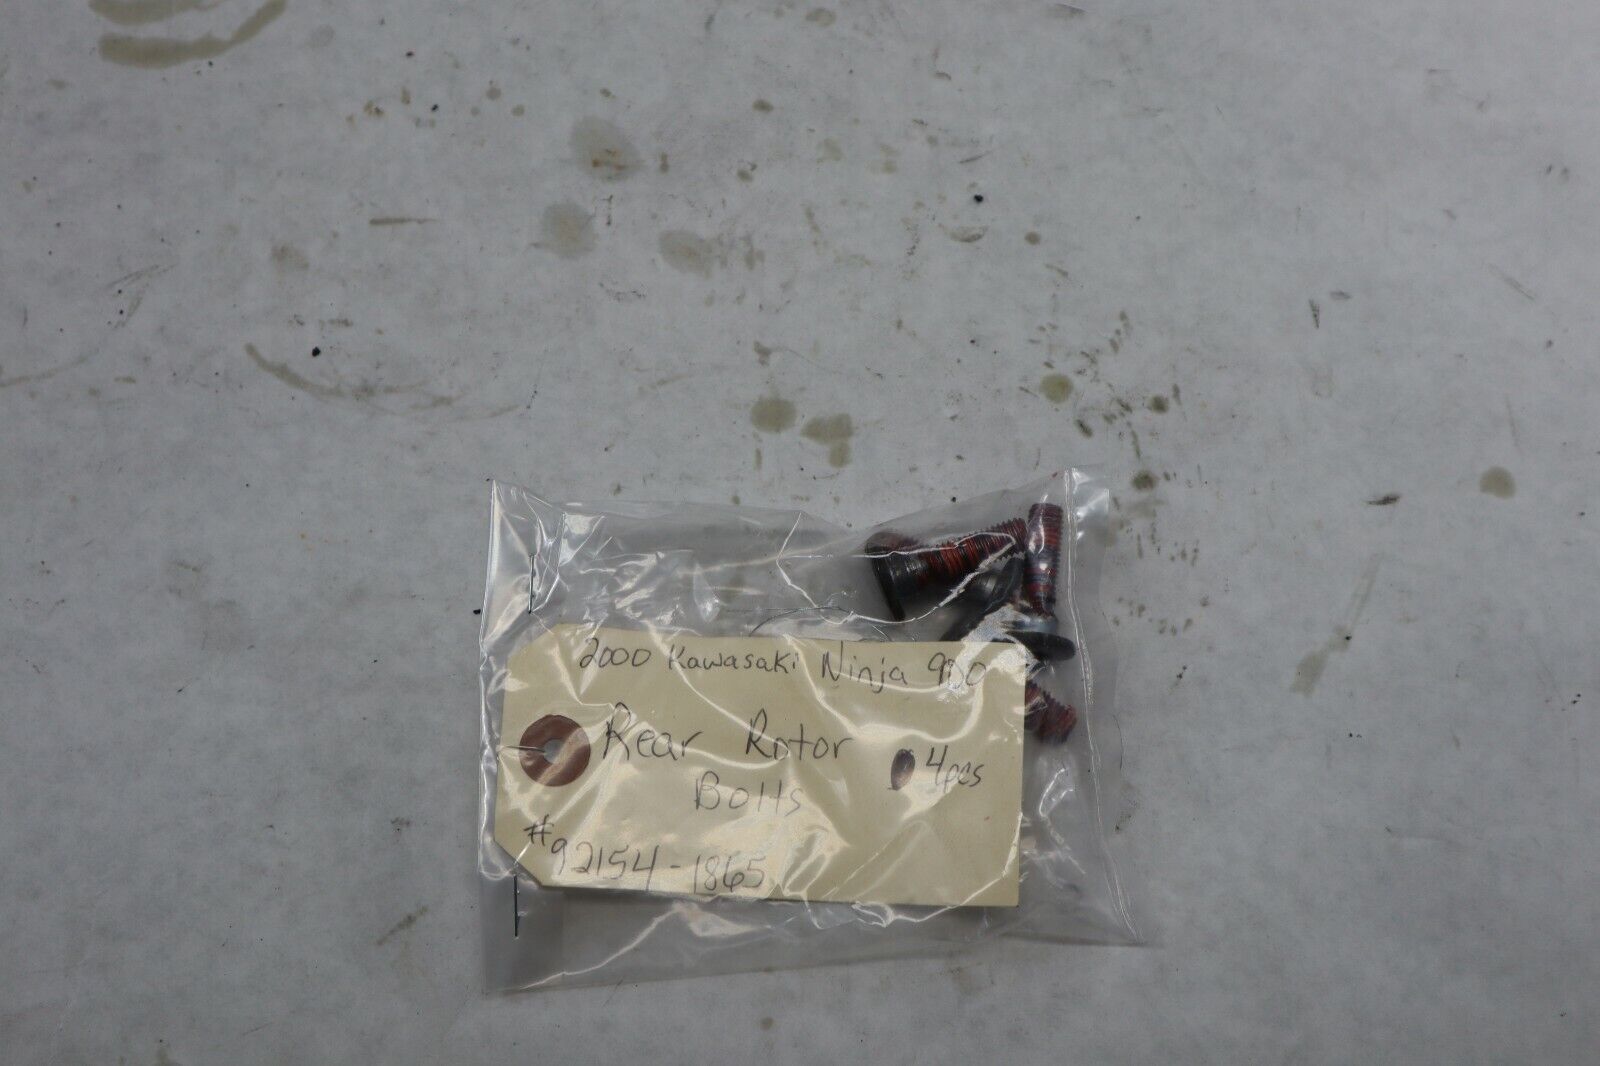 2000 Kawasaki Ninja 900
Rear Rotor
Bolts
4pcs
#92154-1865